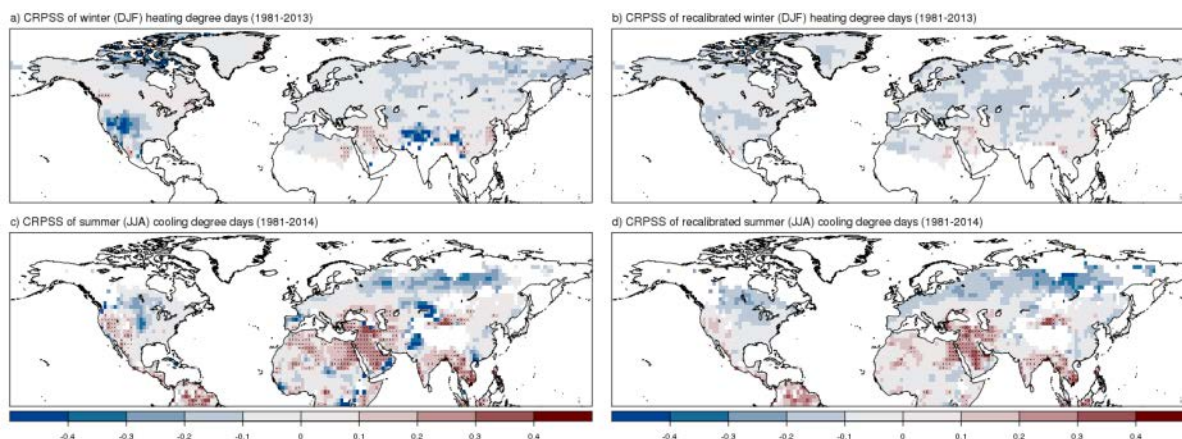 a) CRPSS of winter (DJF) heating degree days (1981-2013)
b) CRPSS of recalibrated winter (DJF) heating degree days (1981-2013)
c) CRPSS of summer (JJA) cooling degree days (1981-2014)
d) CRPSS of recalibrated summer (JJA) cooling degree days (1981-2014)
-0.4 -0.3 -0.2 -0.1 0 0.1 0.2 0.3 0.4
-0.4 -0.3 -0.2 -0.1 0 0.1 0.2 0.3 0.4